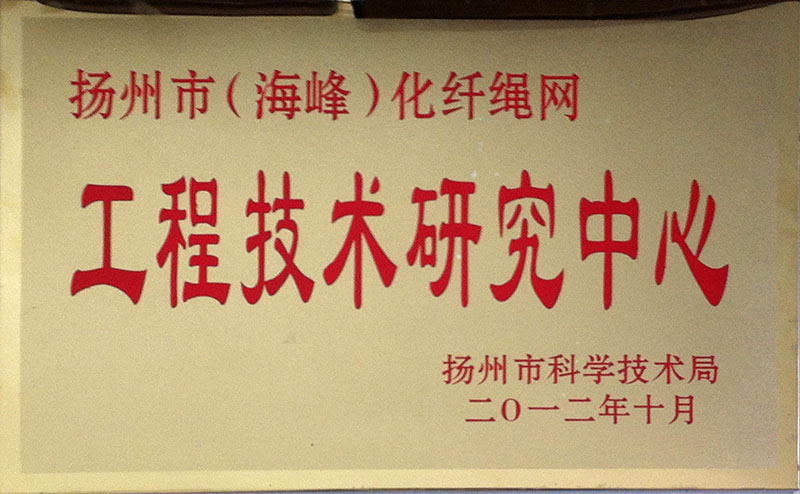 扬州市(海峰)化纤绳网
工程技术研究中心
扬州市科学技术局
二〇一二年十月